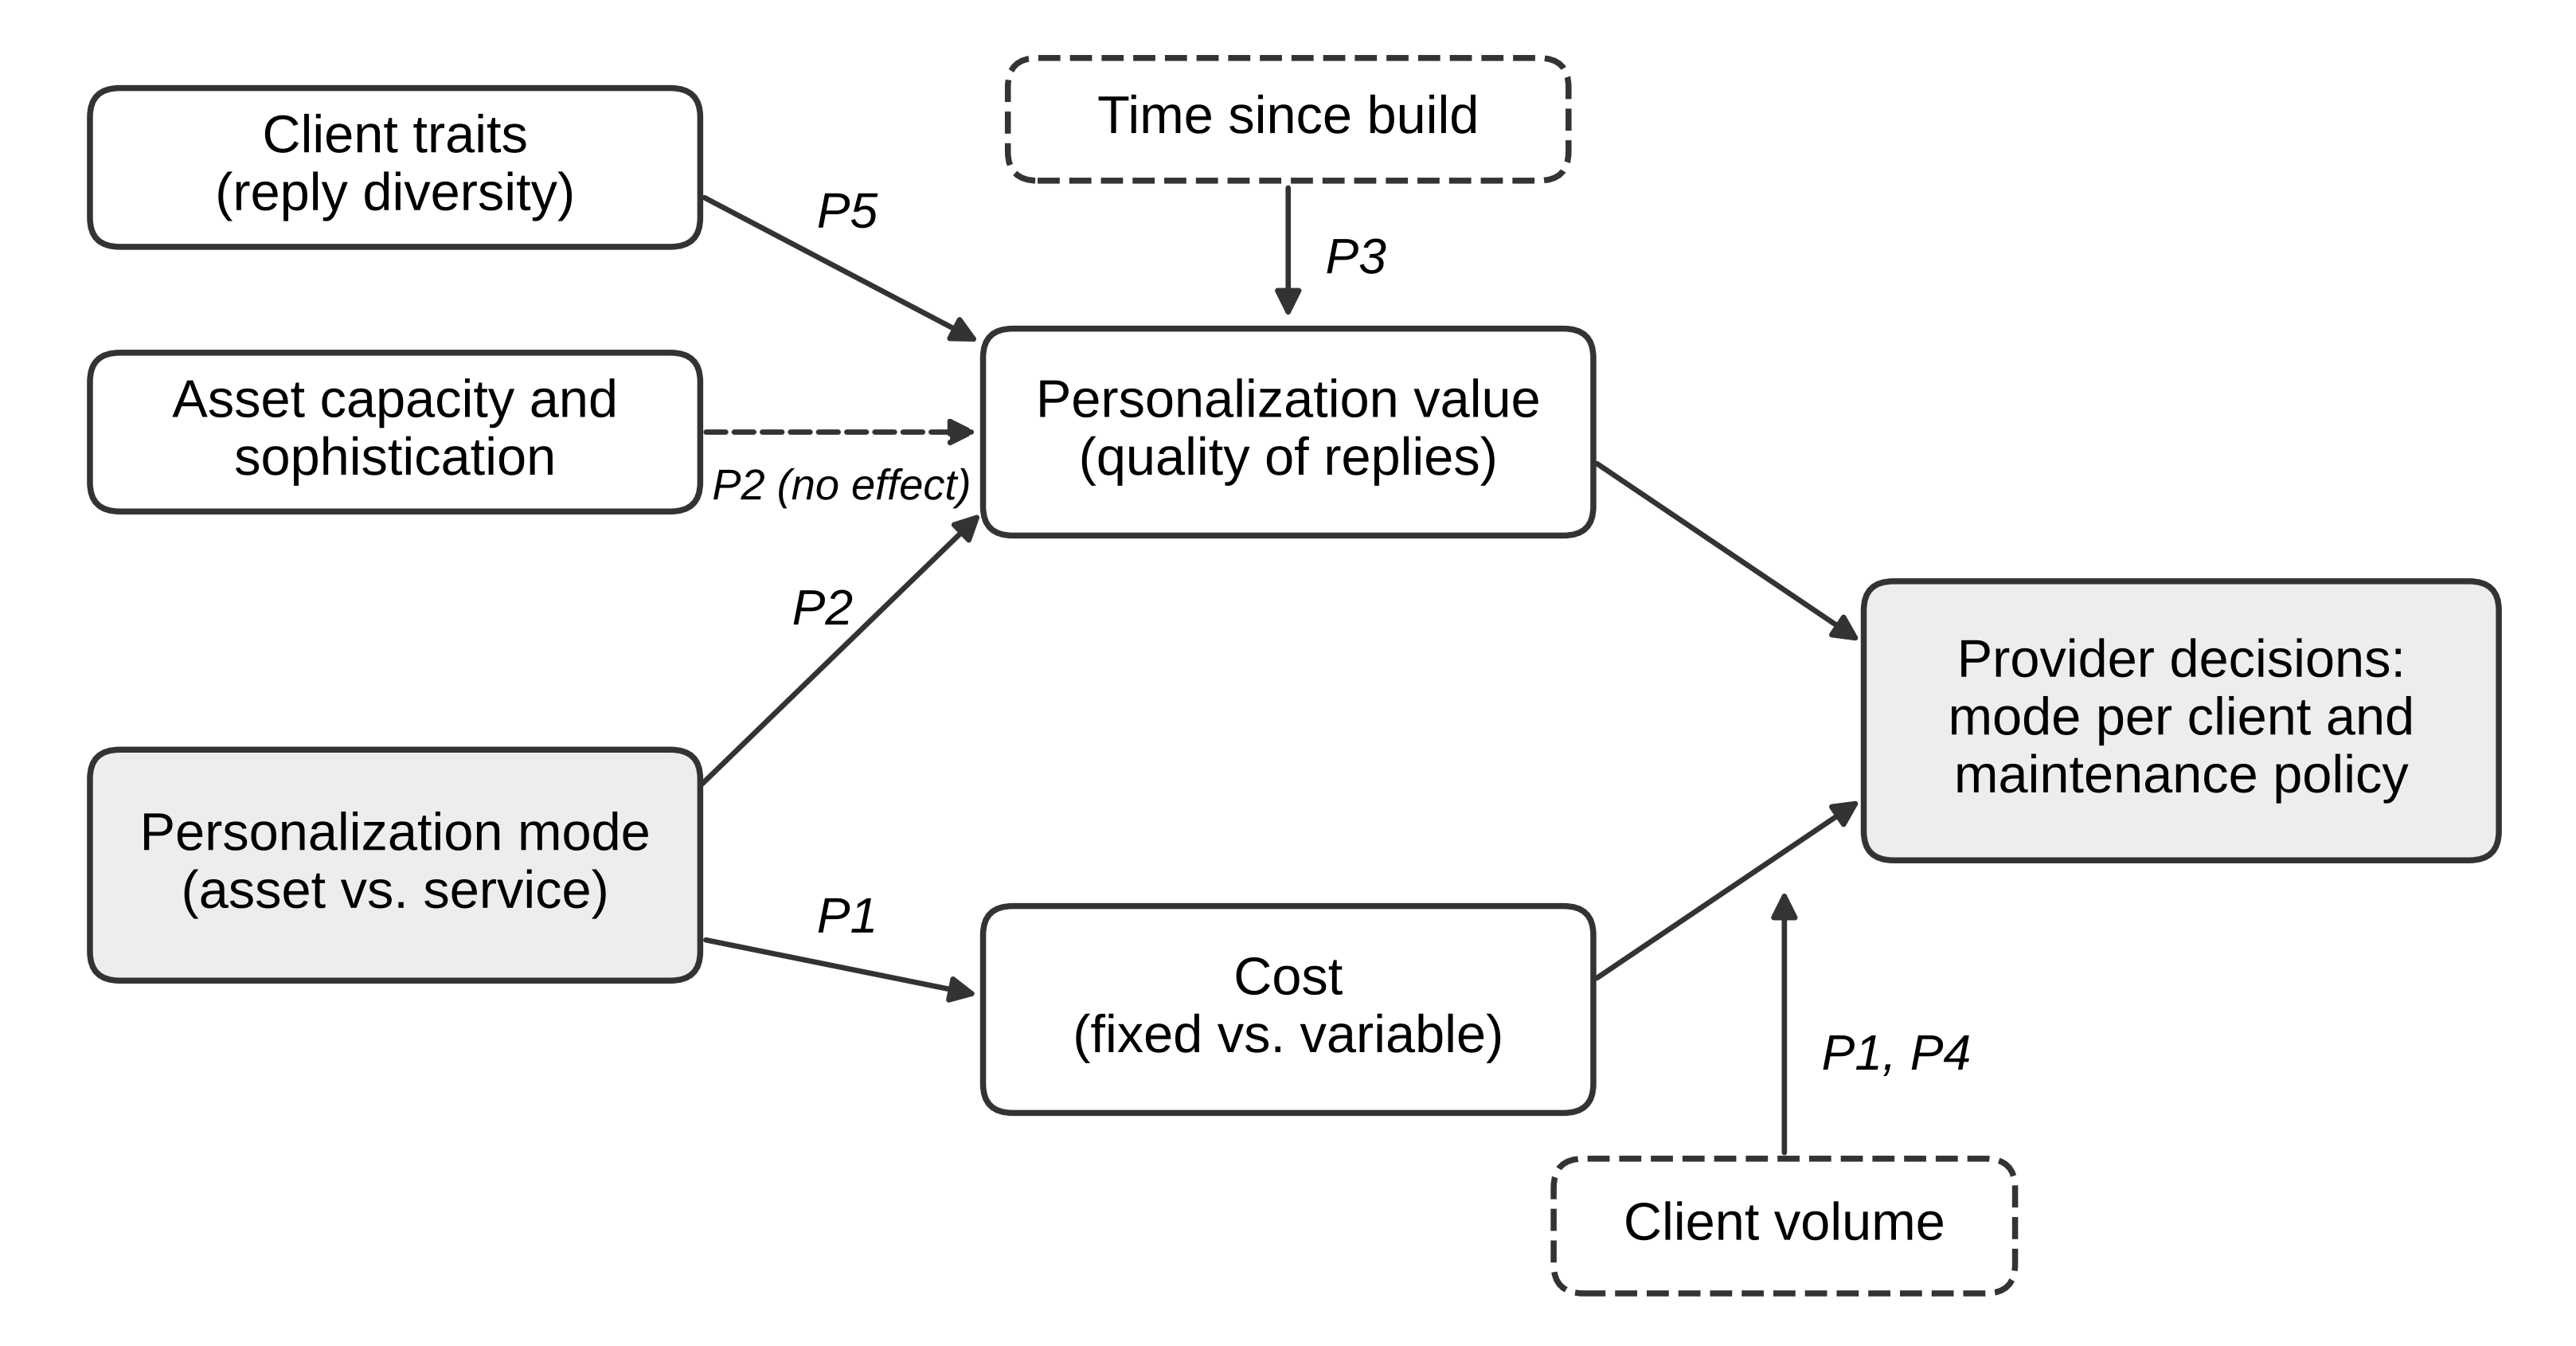 Client traits
(reply diversity)
Time since build
P5
P3
Asset capacity and
sophistication
P2 (no effect)
Personalization value
(quality of replies)
P2
Provider decisions:
mode per client and
maintenance policy
Personalization mode
(asset vs. service)
P1
Cost
(fixed vs. variable)
P1, P4
Client volume